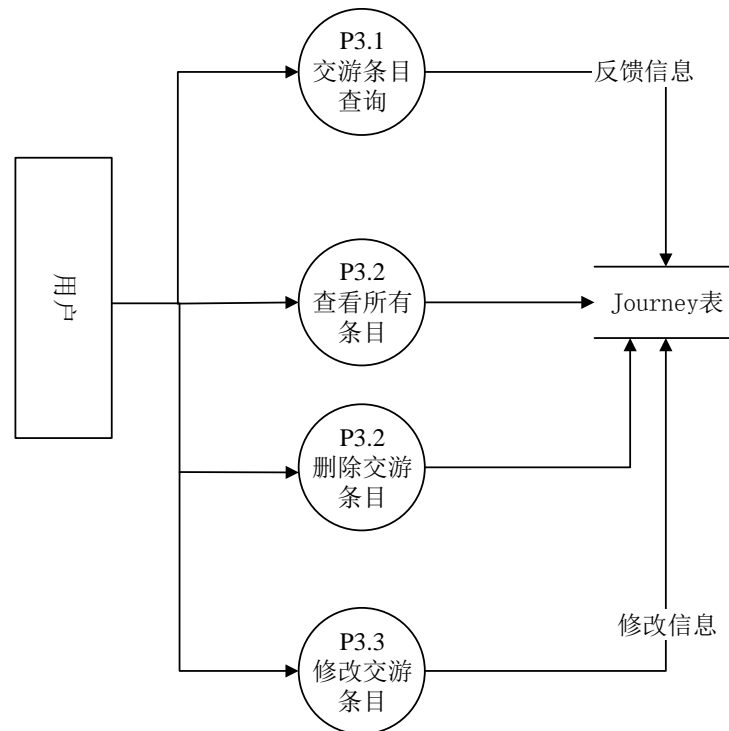 P3.1
交游条目
查询
反馈信息
用户
P3.2
查看所有
条目
Journey表
P3.2
删除交游
条目
修改信息
P3.3
修改交游
条目